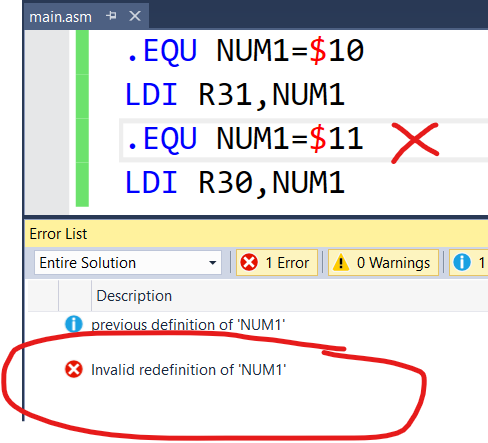 main.asm
.EQU NUM1=$10
LDI R31,NUM1
.EQU NUM1=$11
LDI R30,NUM1
Error List
Entire Solution 1 Error 0 Warnings 1
Description
previous definition of 'NUM1'
Invalid redefinition of 'NUM1'